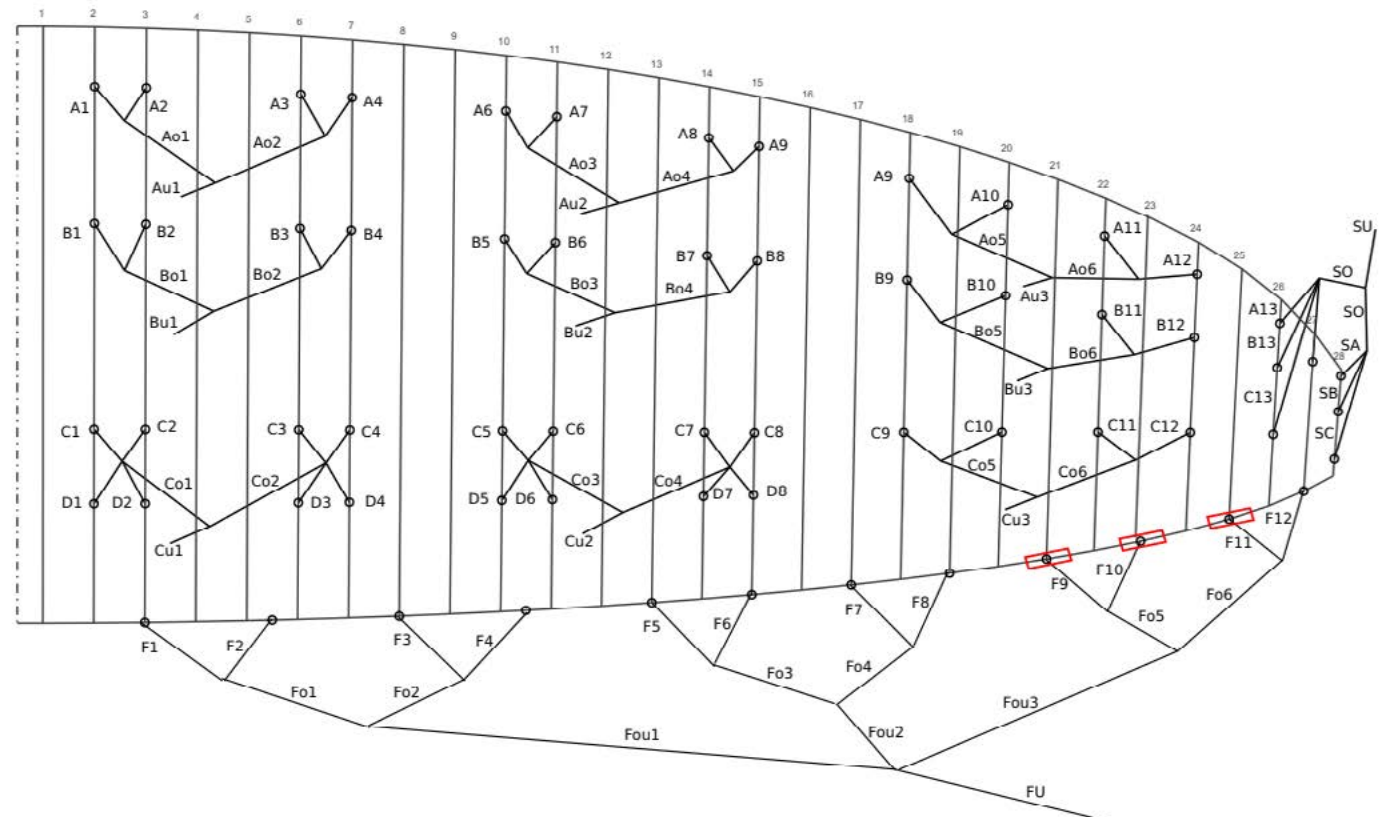 1 2 3 4 5 6 7 8 9 10 11 12 13 14 15 16 17 18 19 20 21 22 23 24 25 26 27 28
A1 A2 A3 A4 A6 A7 A8 A9 A9 A10 A11 A12 A13
Ao1 Ao2 Ao3 Ao4 Ao5 Ao6
Au1 Au2 Au3
SU
SO
SO
SA
SB
SC
B1 B2 B3 B4 B5 B6 B7 B8 B9 B10 B11 B12 B13
Bo1 Bo2 Bo3 Bo4 Bo5 Bo6
Bu1 Bu2 Bu3
C1 C2 C3 C4 C5 C6 C7 C8 C9 C10 C11 C12 C13
Co1 Co2 Co3 Co4 Co5 Co6
D1 D2 D3 D4 D5 D6 D7 D8
Cu1 Cu2 Cu3
F1 F2 F3 F4 F5 F6 F7 F8 F9 F10 F11 F12
Fo1 Fo2 Fo3 Fo4 Fo5 Fo6
Fou1 Fou2 Fou3
FU